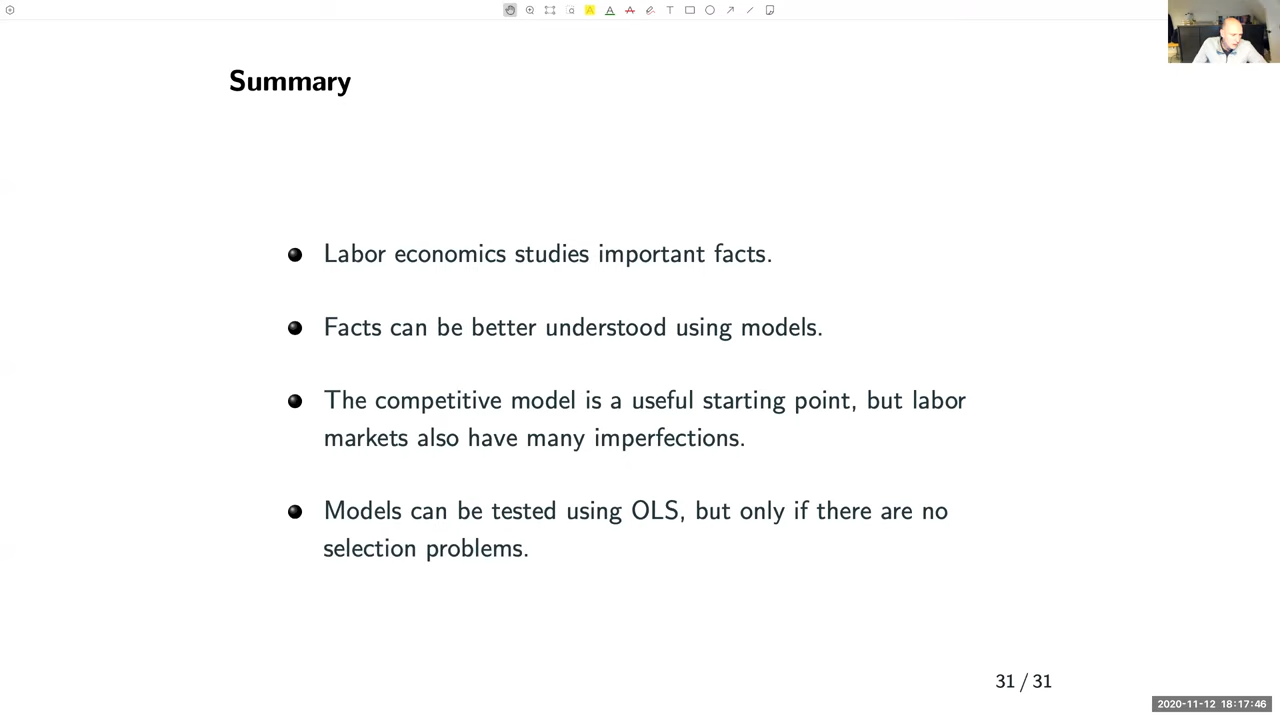 Summary
Labor economics studies important facts.
Facts can be better understood using models.
The competitive model is a useful starting point, but labor
markets also have many imperfections.
Models can be tested using OLS, but only if there are no
selection problems.
31 / 31
2020-11-12 18:17:46